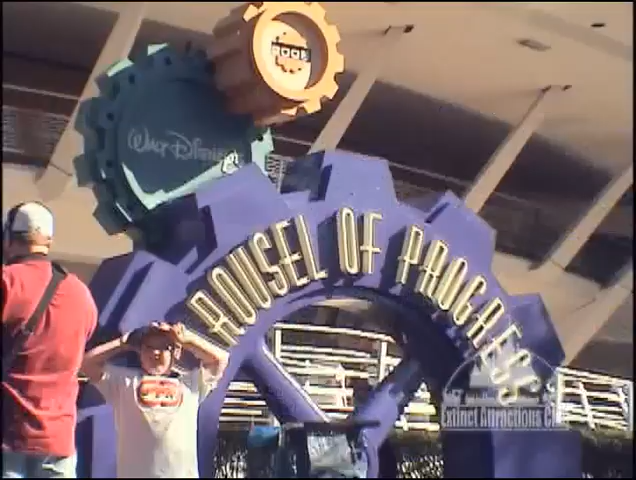 Walt Disney's
ROUSEL OF PROGRESS
Extinct Attractions Club